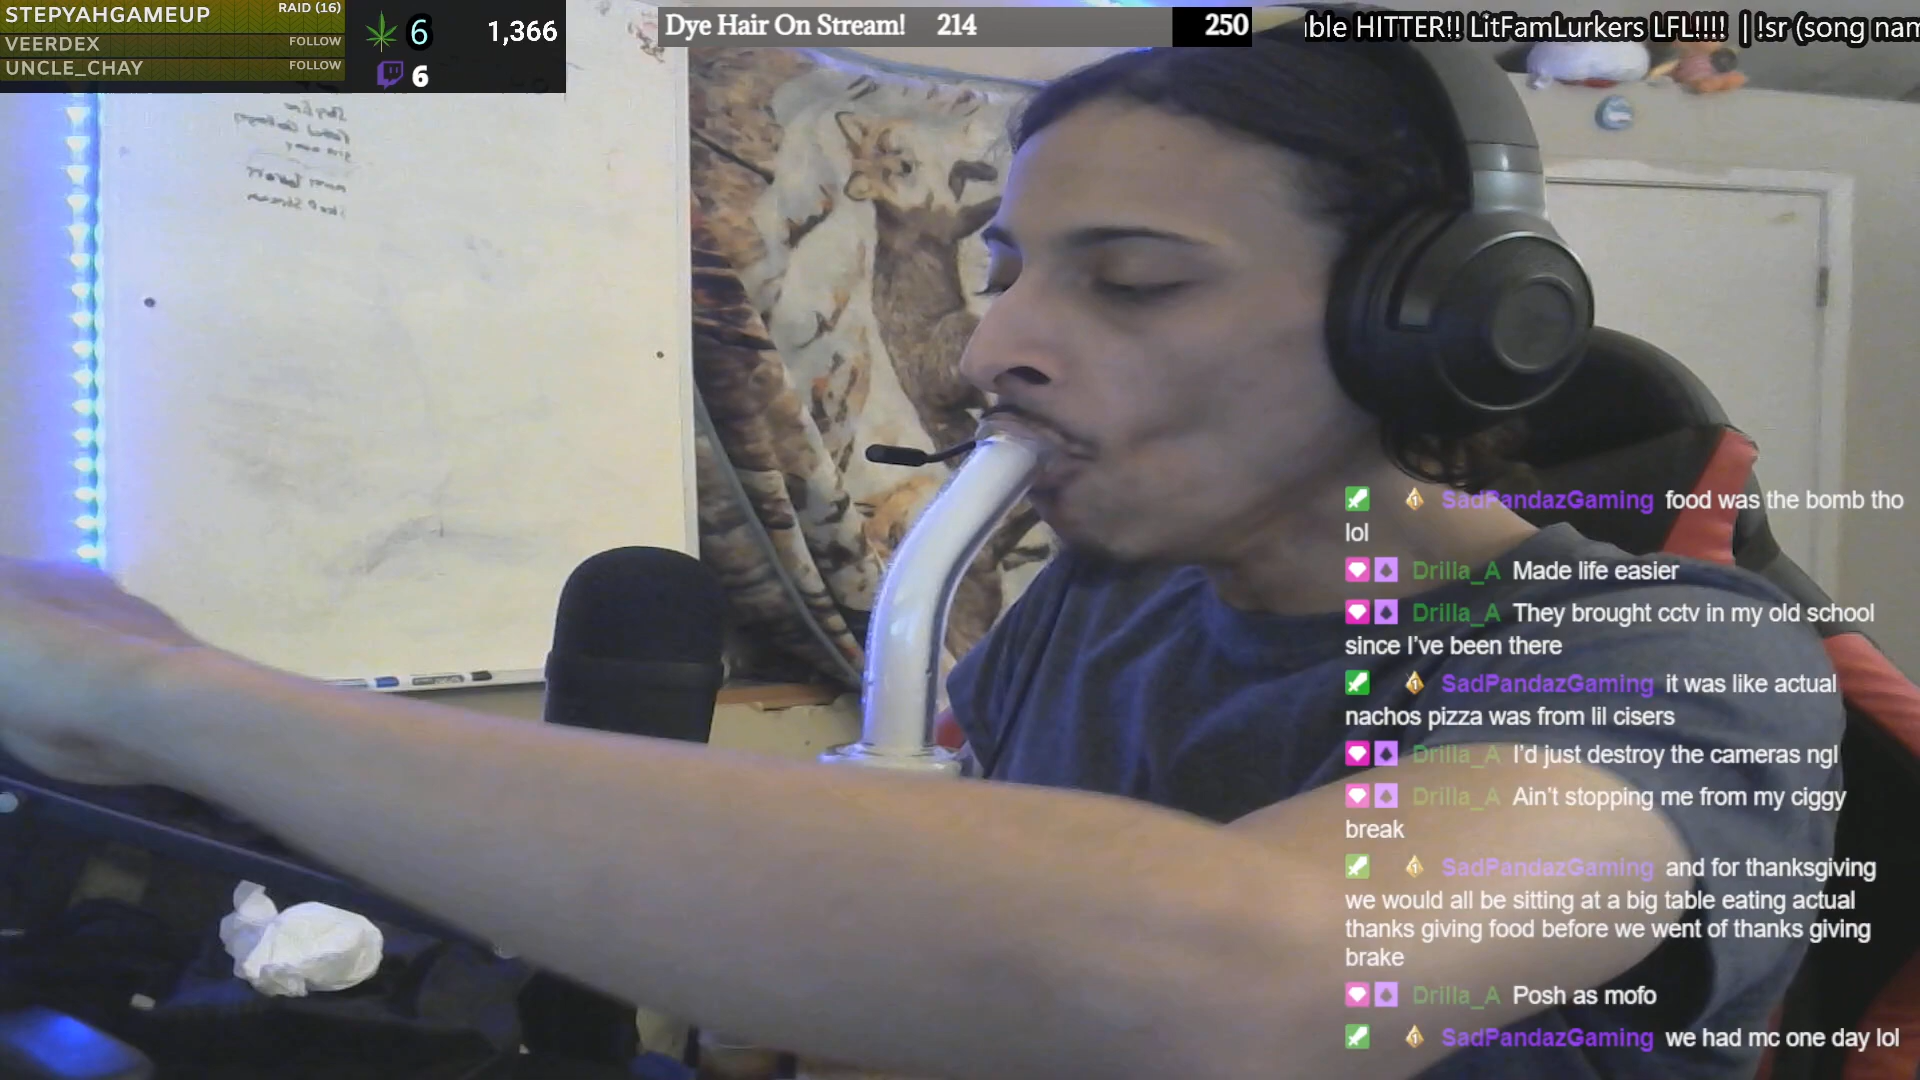 STEPYAHGAMEUP RAID (16)
VEERDEX FOLLOW
UNCLE_CHAY FOLLOW
6
6
1,366
Dye Hair On Stream! 214 250
ble HITTER!! LitFamLurkers LFL!!!! | !sr (song nam
SadPandazGaming food was the bomb tho
lol
Drilla_A Made life easier
Drilla_A They brought cctv in my old school
since I've been there
SadPandazGaming it was like actual
nachos pizza was from lil cisers
Drilla_A I'd just destroy the cameras ngl
Drilla_A Ain't stopping me from my ciggy
break
SadPandazGaming and for thanksgiving
we would all be sitting at a big table eating actual
thanks giving food before we went of thanks giving
brake
Drilla_A Posh as mofo
SadPandazGaming we had mc one day lol